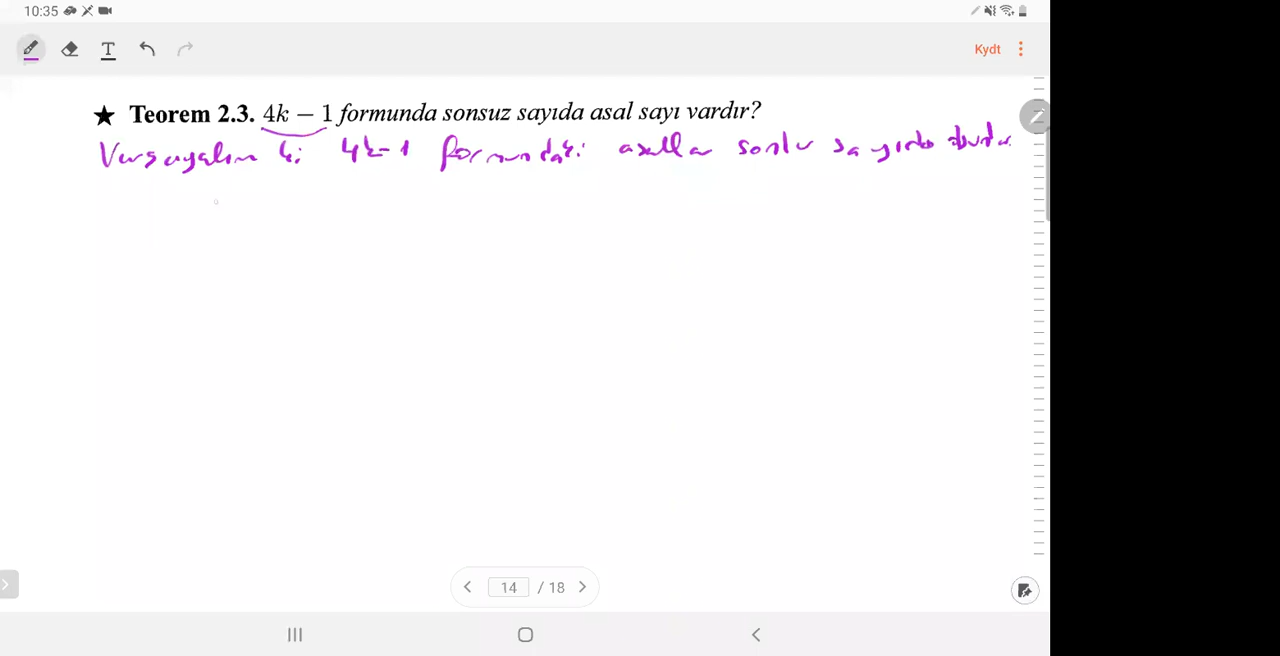 10:35
T
Kydt
★ Teorem 2.3. 4k − 1 formunda sonsuz sayıda asal sayı vardır?
Varsayalım ki 4k-1 formundaki asallar sonlu sayıda
14 / 18